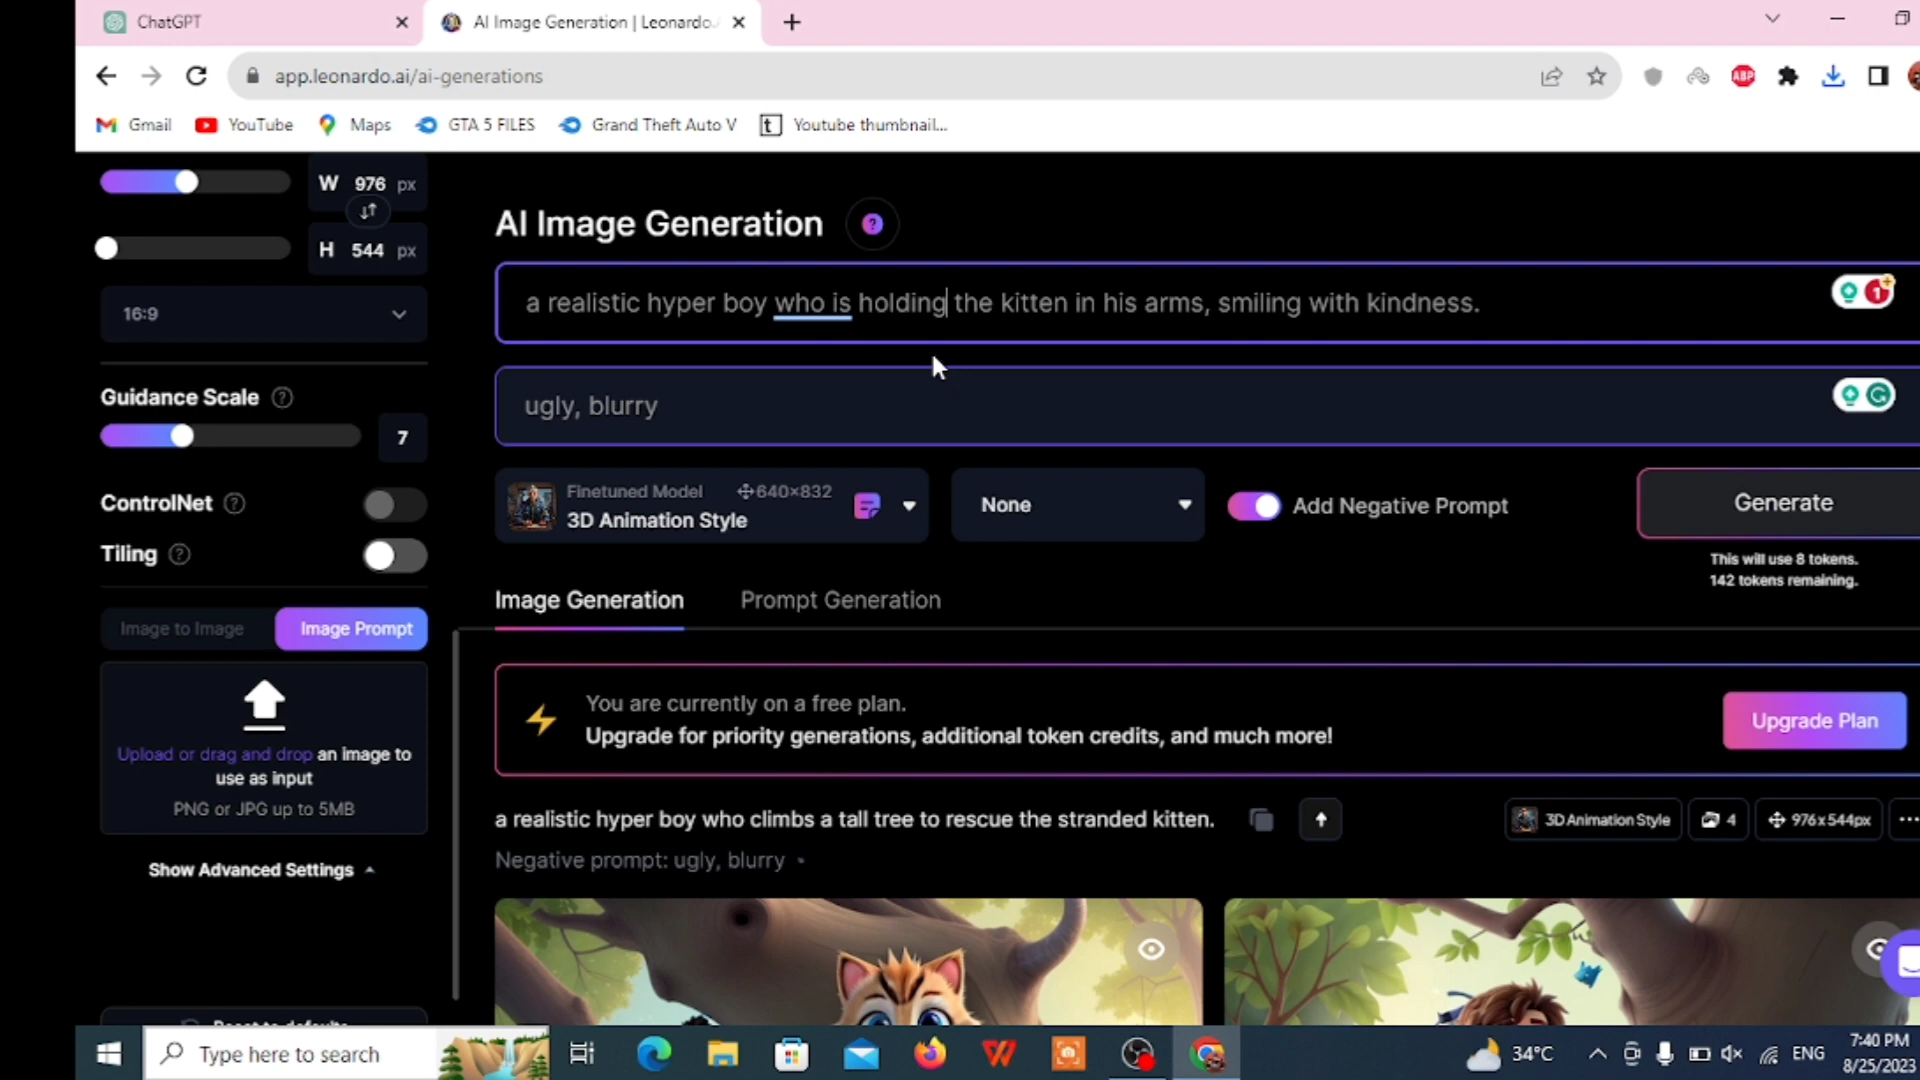 ChatGPT
AI Image Generation | Leonardo.
app.leonardo.ai/ai-generations
ABP
Gmail
YouTube
Maps
GTA 5 FILES
Grand Theft Auto V
t
Youtube thumbnail...
W 976 px
H 544 px
16:9
Guidance Scale ?
7
ControlNet ?
Tiling ?
Image to Image
Image Prompt
Upload or drag and drop an image to
use as input
PNG or JPG up to 5MB
Show Advanced Settings
AI Image Generation ?
a realistic hyper boy who is holding the kitten in his arms, smiling with kindness.
1
ugly, blurry
Finetuned Model 640×832
3D Animation Style
None
Add Negative Prompt
Generate
This will use 8 tokens.
142 tokens remaining.
Image Generation
Prompt Generation
You are currently on a free plan.
Upgrade for priority generations, additional token credits, and much more!
Upgrade Plan
a realistic hyper boy who climbs a tall tree to rescue the stranded kitten.
3D Animation Style
4
976x544px
Negative prompt: ugly, blurry
Reset to defaults
Type here to search
34°C
ENG
7:40 PM
8/25/2023